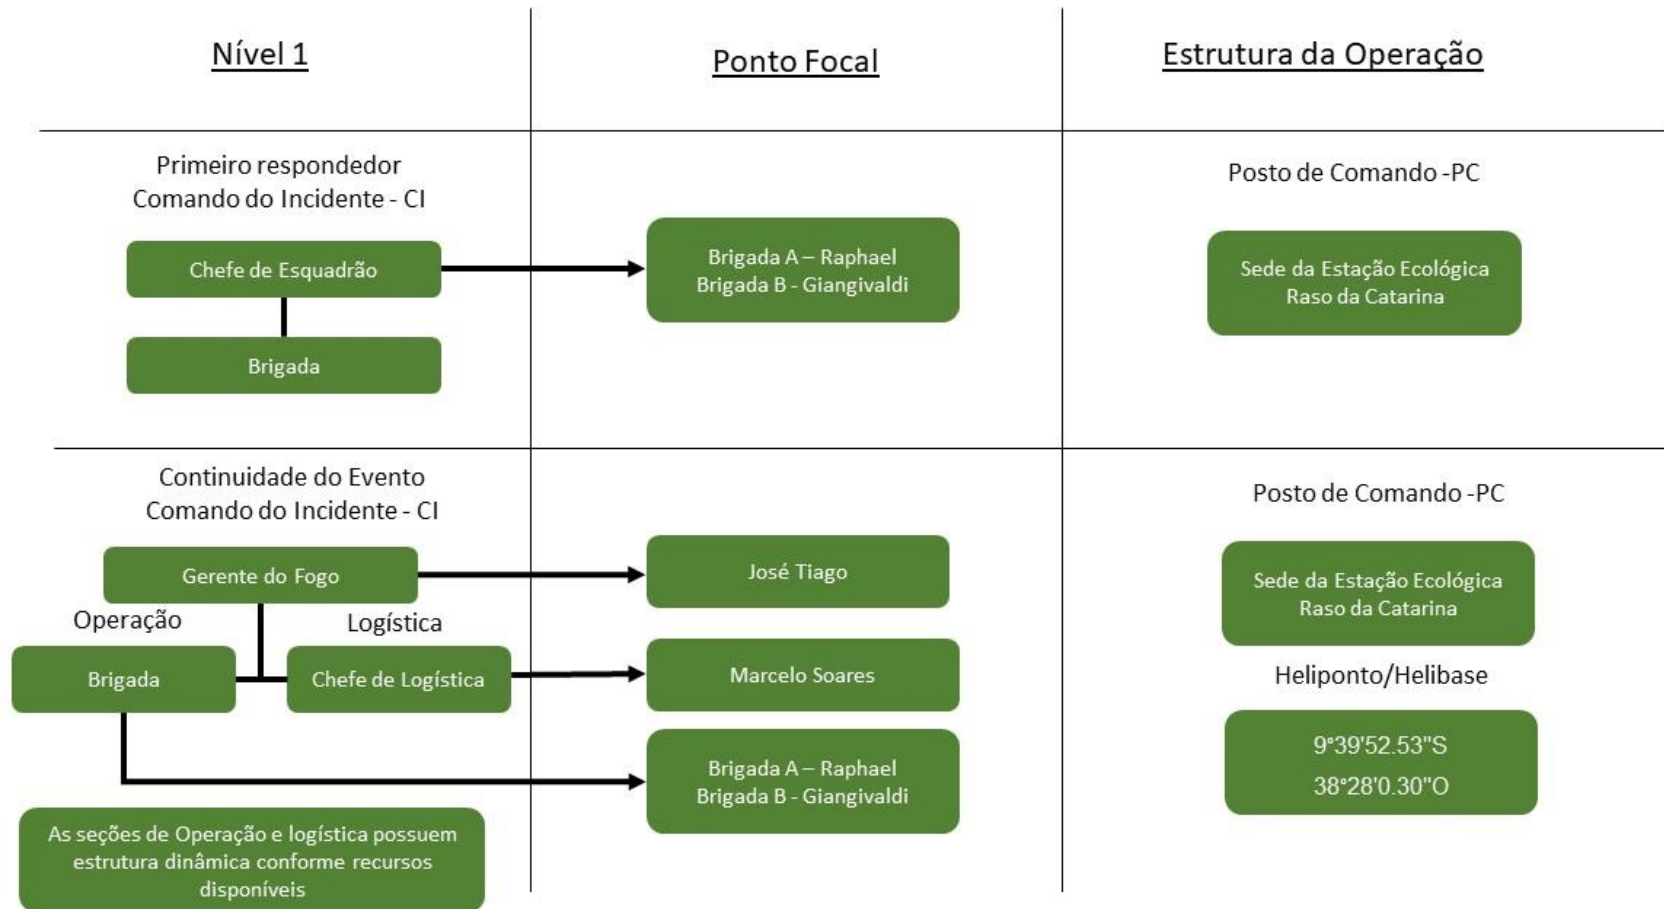 Nível 1
Ponto Focal
Estrutura da Operação
Primeiro respondedor
Comando do Incidente - CI
Chefe de Esquadrão
Brigada
Brigada A – Raphael
Brigada B - Giangivaldi
Posto de Comando -PC
Sede da Estação Ecológica
Raso da Catarina
Continuidade do Evento
Comando do Incidente - CI
Gerente do Fogo
Operação
Logística
Brigada
Chefe de Logística
As seções de Operação e logística possuem
estrutura dinâmica conforme recursos
disponíveis
José Tiago
Marcelo Soares
Brigada A – Raphael
Brigada B - Giangivaldi
Posto de Comando -PC
Sede da Estação Ecológica
Raso da Catarina
Heliponto/Helibase
9°39'52.53"S
38°28'0.30"O